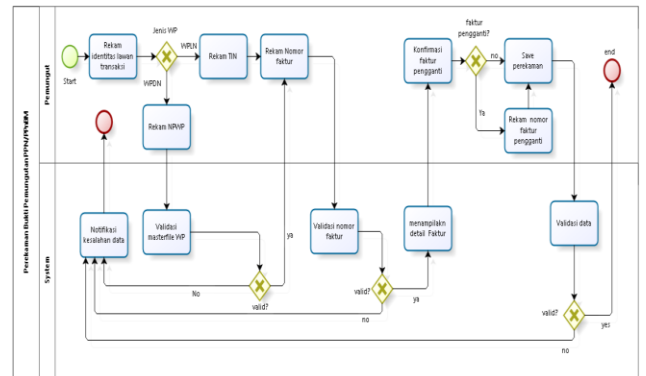 Perekaman Bukti Pemungutan PPN/PPnBM
Pemungut
System
Start
Rekam
identitas lawan
transaksi
Jenis WP
WPLN
WPDN
Rekam TIN
Rekam Nomor
faktur
Rekam NPWP
Konfirmasi
faktur
pengganti
faktur
pengganti?
no
Ya
Save
perekaman
Rekam nomor
faktur
pengganti
end
Notifikasi
kesalahan data
Validasi
masterfile WP
No
valid?
ya
Validasi nomor
faktur
valid?
no
ya
menampilakn
detail Faktur
Validasi data
valid?
yes
no